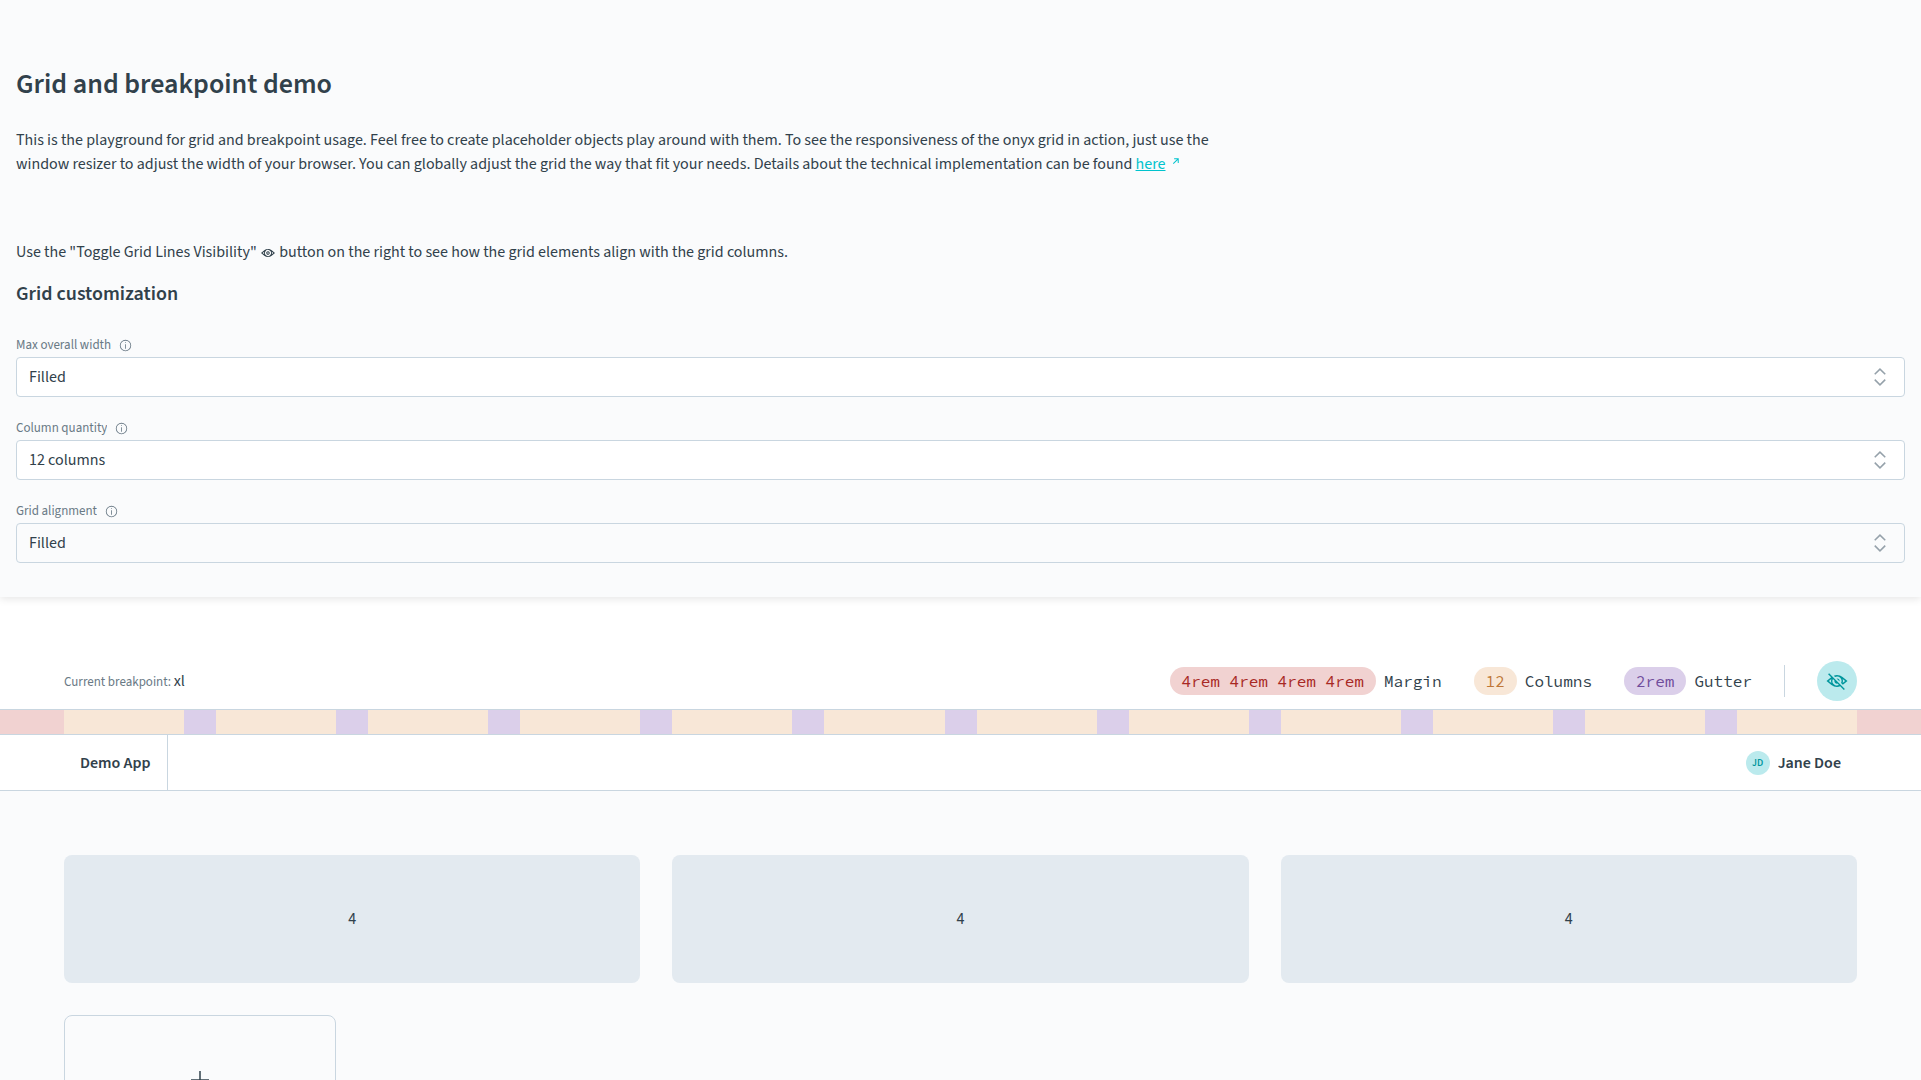 Grid and breakpoint demo
This is the playground for grid and breakpoint usage. Feel free to create placeholder objects play around with them. To see the responsiveness of the onyx grid in action, just use the
window resizer to adjust the width of your browser. You can globally adjust the grid the way that fit your needs. Details about the technical implementation can be found here
Use the "Toggle Grid Lines Visibility" button on the right to see how the grid elements align with the grid columns.
Grid customization
Max overall width
Filled
Column quantity
12 columns
Grid alignment
Filled
Current breakpoint: xl 4rem 4rem 4rem 4rem Margin 12 Columns 2rem Gutter
Demo App JD Jane Doe
4 4 4